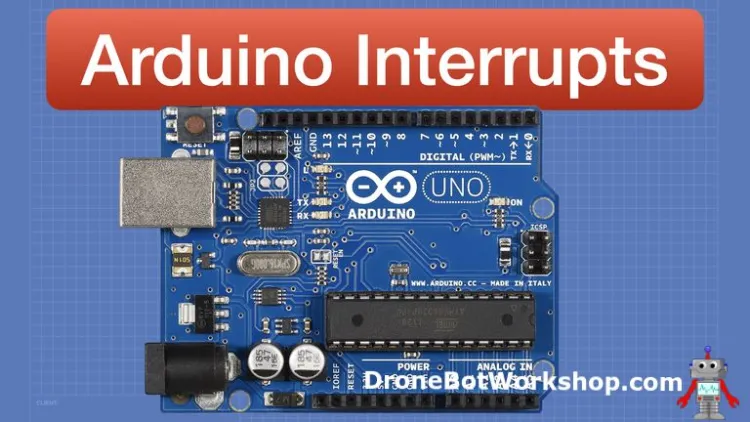 Arduino Interrupts
RESET
AREF
GND
13
12
~11
~10
~9
8
7
~6
~5
4
~3
2
TX→1
RX←0
DIGITAL (PWM~)
UNO
ARDUINO
TX
RX
ON
ICSP
RESET
WWW.ARDUINO.CC - MADE IN ITALY
POWER
ANALOG IN
IOREF
RESET
DroneBotWorkshop.com